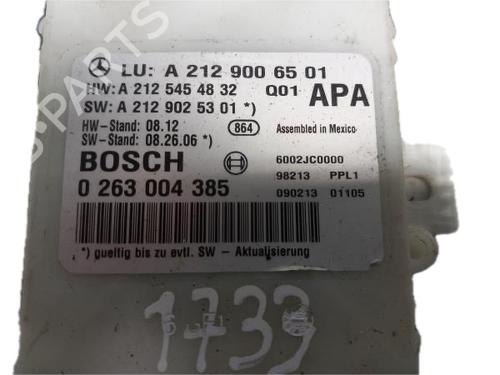 LU: A 212 900 65 01
HW: A 212 545 48 32 Q01 APA
SW: A 212 902 53 01 *)
HW-Stand: 08.12 864 Assembled in Mexico
SW-Stand: 08.26.06 *)
BOSCH 6002JC0000
0 263 004 385 98213 PPL1
090213 01105
*) gueltig bis zu evtl. SW - Aktualisierung
1733